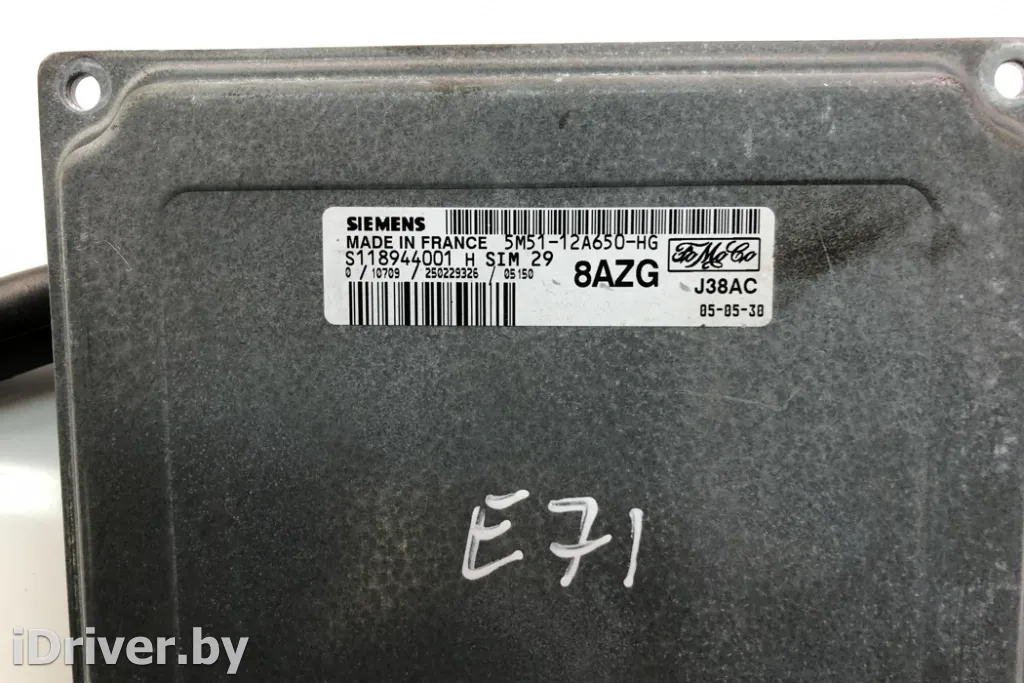 SIEMENS
MADE IN FRANCE 5M51-12A650-HG
S118944001 H SIM 29
FoMoCo
0 / 10709 / 250229326 / 05150
8AZG
J38AC
05-05-30
E71
iDriver.by